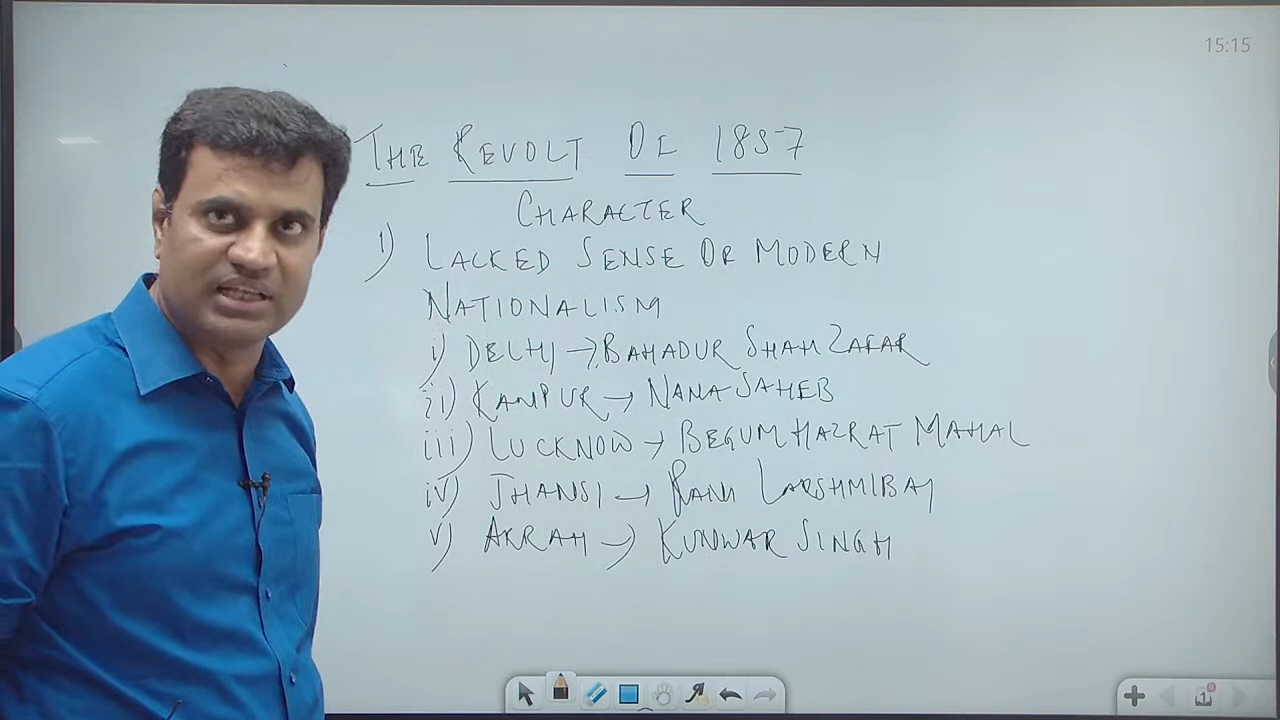 15:15
THE REVOLT OF 1857
CHARACTER
1) LACKED SENSE OF MODERN
NATIONALISM
i) DELHI → BAHADUR SHAH ZAFAR
ii) KANPUR → NANA SAHEB
iii) LUCKNOW → BEGUM HAZRAT MAHAL
iv) JHANSI → RANI LAKSHMIBAI
v) ARRAH → KUNWAR SINGH
1